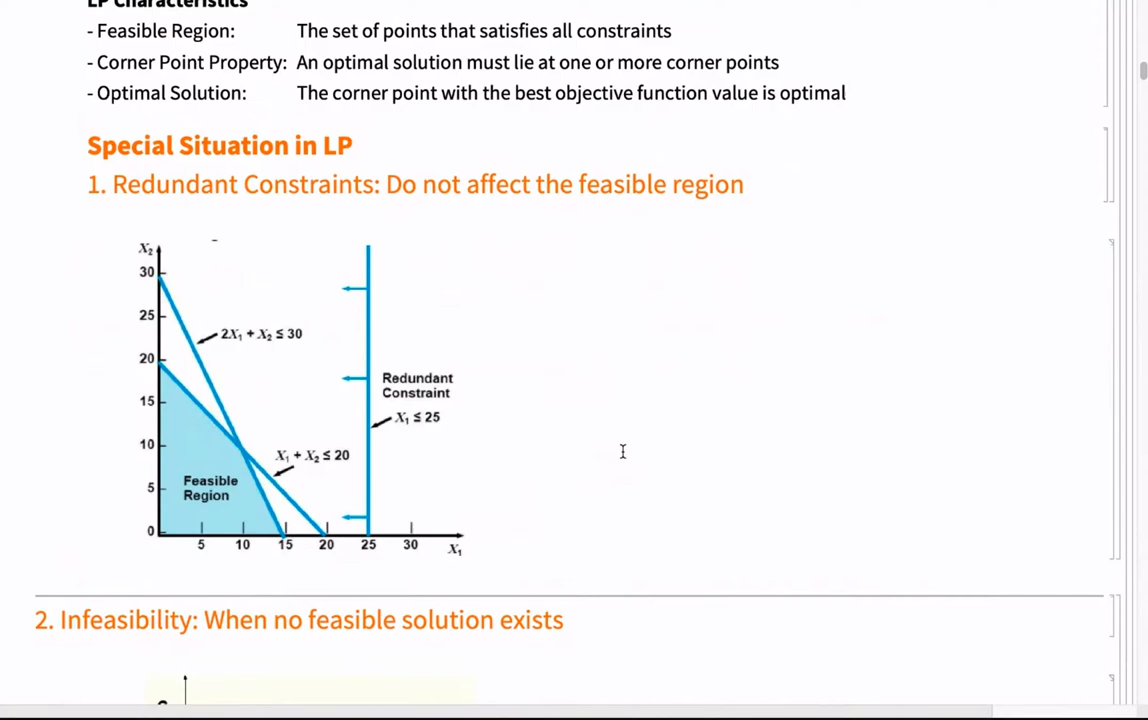 LP Characteristics
- Feasible Region: The set of points that satisfies all constraints
- Corner Point Property: An optimal solution must lie at one or more corner points
- Optimal Solution: The corner point with the best objective function value is optimal
Special Situation in LP
1. Redundant Constraints: Do not affect the feasible region
X₂
30
25
20
15
10
5
0
2X₁ + X₂ ≤ 30
Redundant
Constraint
X₁ ≤ 25
X₁ + X₂ ≤ 20
Feasible
Region
5 10 15 20 25 30 X₁
2. Infeasibility: When no feasible solution exists